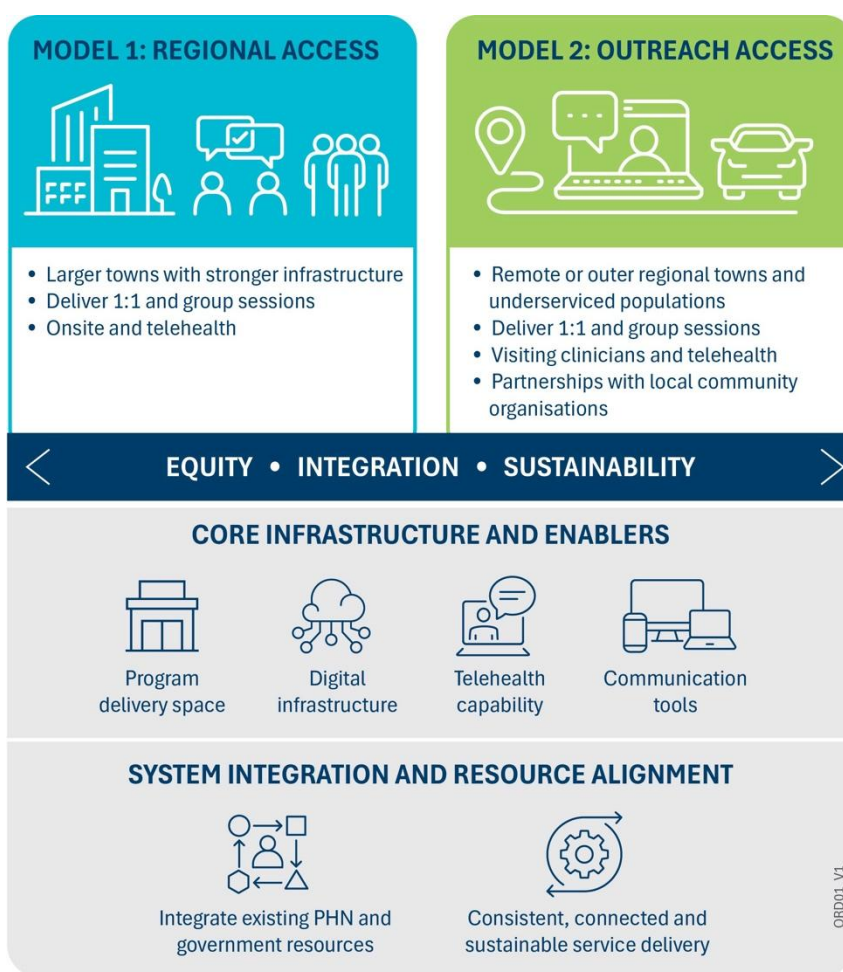 MODEL 1: REGIONAL ACCESS
• Larger towns with stronger infrastructure
• Deliver 1:1 and group sessions
• Onsite and telehealth
MODEL 2: OUTREACH ACCESS
• Remote or outer regional towns and
underserviced populations
• Deliver 1:1 and group sessions
• Visiting clinicians and telehealth
• Partnerships with local community
organisations
EQUITY • INTEGRATION • SUSTAINABILITY
CORE INFRASTRUCTURE AND ENABLERS
Program
delivery space
Digital
infrastructure
Telehealth
capability
Communication
tools
SYSTEM INTEGRATION AND RESOURCE ALIGNMENT
Integrate existing PHN and
government resources
Consistent, connected and
sustainable service delivery
ORD01_V1